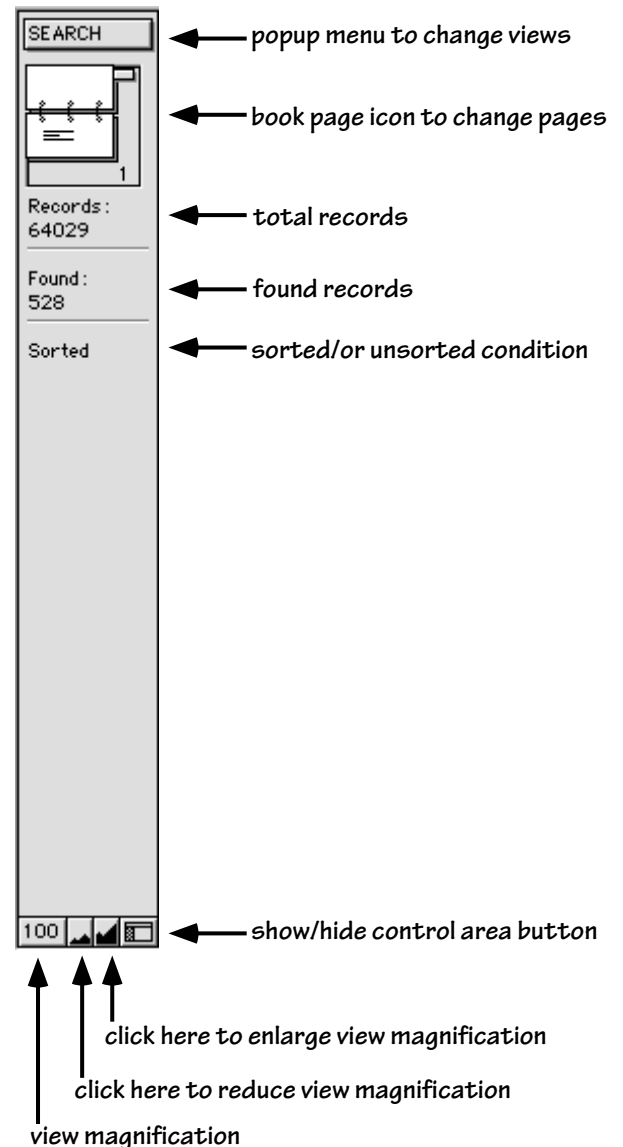 SEARCH
popup menu to change views
book page icon to change pages
1
Records:
64029
total records
Found:
528
found records
Sorted
sorted/or unsorted condition
100
show/hide control area button
click here to enlarge view magnification
click here to reduce view magnification
view magnification